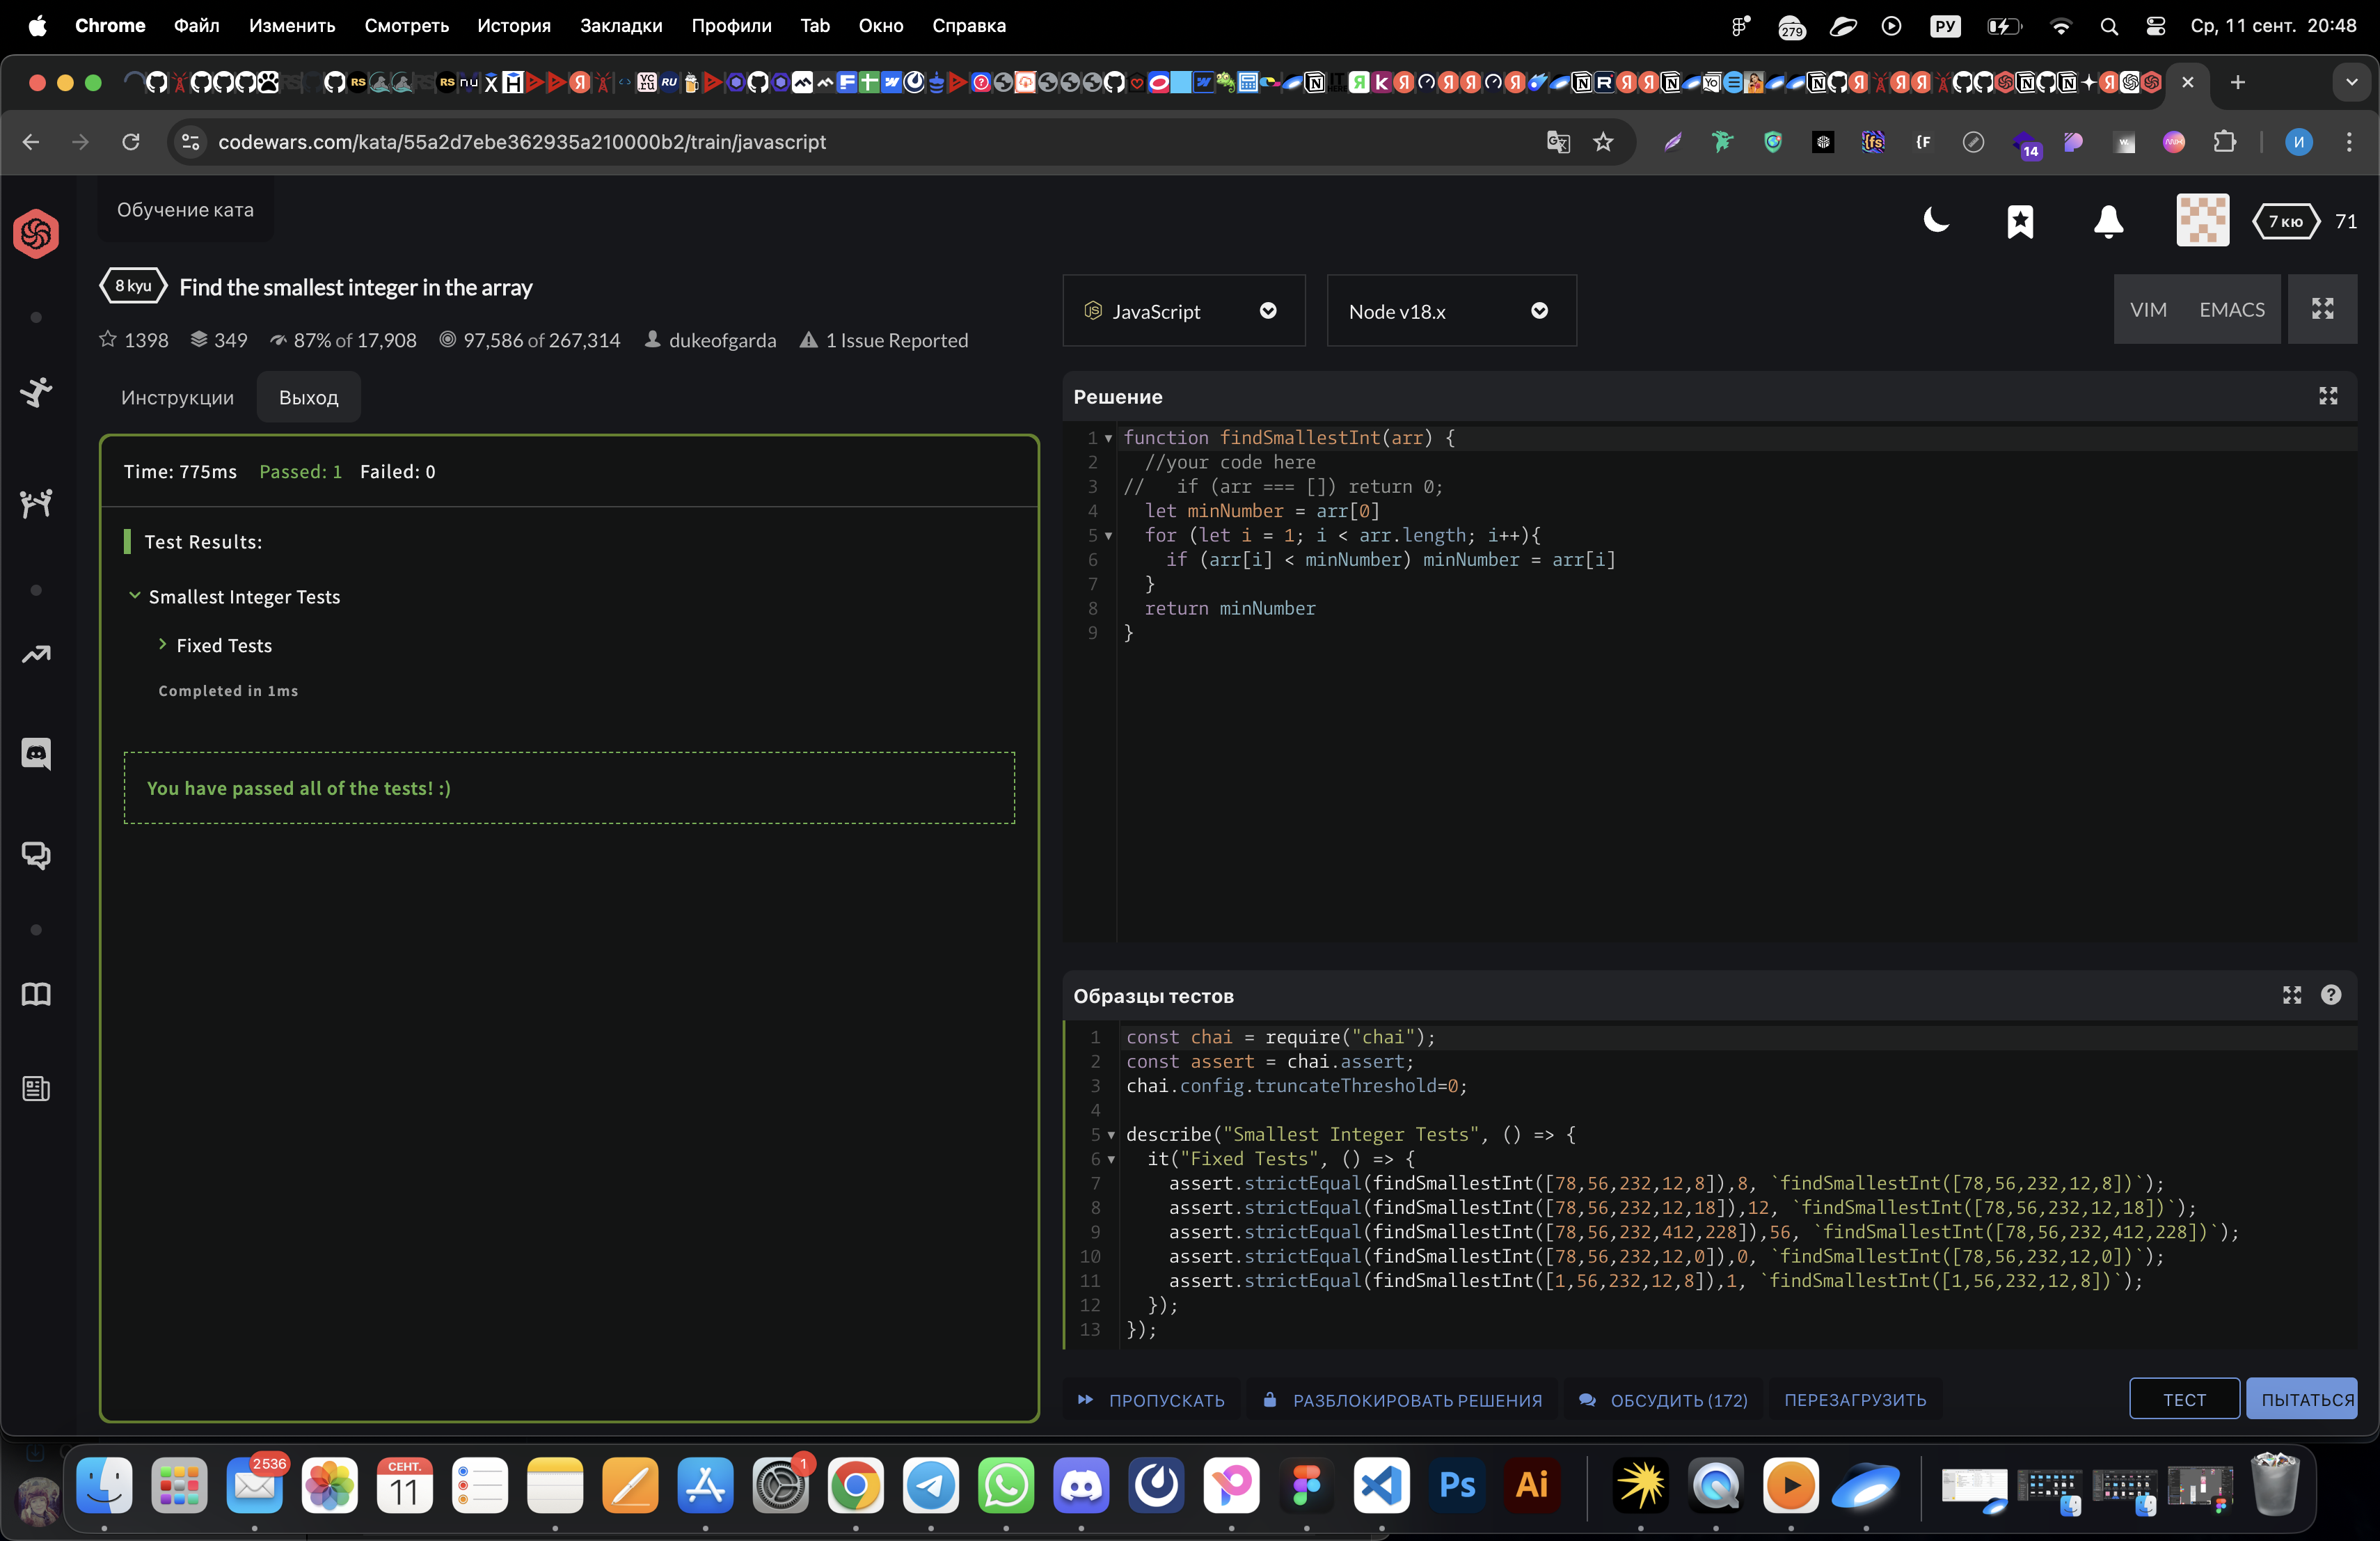 Chrome Файл Изменить Смотреть История Закладки Профили Tab Окно Справка 279 РУ Ср, 11 сент. 20:48
codewars.com/kata/55a2d7ebe362935a210000b2/train/javascript 14 И
Обучение ката
7 кю 71
8 kyu Find the smallest integer in the array
1398 349 87% of 17,908 97,586 of 267,314 dukeofgarda 1 Issue Reported
JavaScript Node v18.x VIM EMACS
Инструкции Выход
Time: 775ms Passed: 1 Failed: 0
Test Results:
Smallest Integer Tests
Fixed Tests
Completed in 1ms
You have passed all of the tests! :)
Решение
1 function findSmallestInt(arr) {
2 //your code here
3 // if (arr === []) return 0;
4 let minNumber = arr[0]
5 for (let i = 1; i < arr.length; i++){
6 if (arr[i] < minNumber) minNumber = arr[i]
7 }
8 return minNumber
9 }
Образцы тестов
1 const chai = require("chai");
2 const assert = chai.assert;
3 chai.config.truncateThreshold=0;
4
5 describe("Smallest Integer Tests", () => {
6 it("Fixed Tests", () => {
7 assert.strictEqual(findSmallestInt([78,56,232,12,8]),8, `findSmallestInt([78,56,232,12,8])`);
8 assert.strictEqual(findSmallestInt([78,56,232,12,18]),12, `findSmallestInt([78,56,232,12,18])`);
9 assert.strictEqual(findSmallestInt([78,56,232,412,228]),56, `findSmallestInt([78,56,232,412,228])`);
10 assert.strictEqual(findSmallestInt([78,56,232,12,0]),0, `findSmallestInt([78,56,232,12,0])`);
11 assert.strictEqual(findSmallestInt([1,56,232,12,8]),1, `findSmallestInt([1,56,232,12,8])`);
12 });
13 });
ПРОПУСКАТЬ РАЗБЛОКИРОВАТЬ РЕШЕНИЯ ОБСУДИТЬ (172) ПЕРЕЗАГРУЗИТЬ ТЕСТ ПЫТАТЬСЯ
2536 СЕНТ. 11 1 Ps Ai